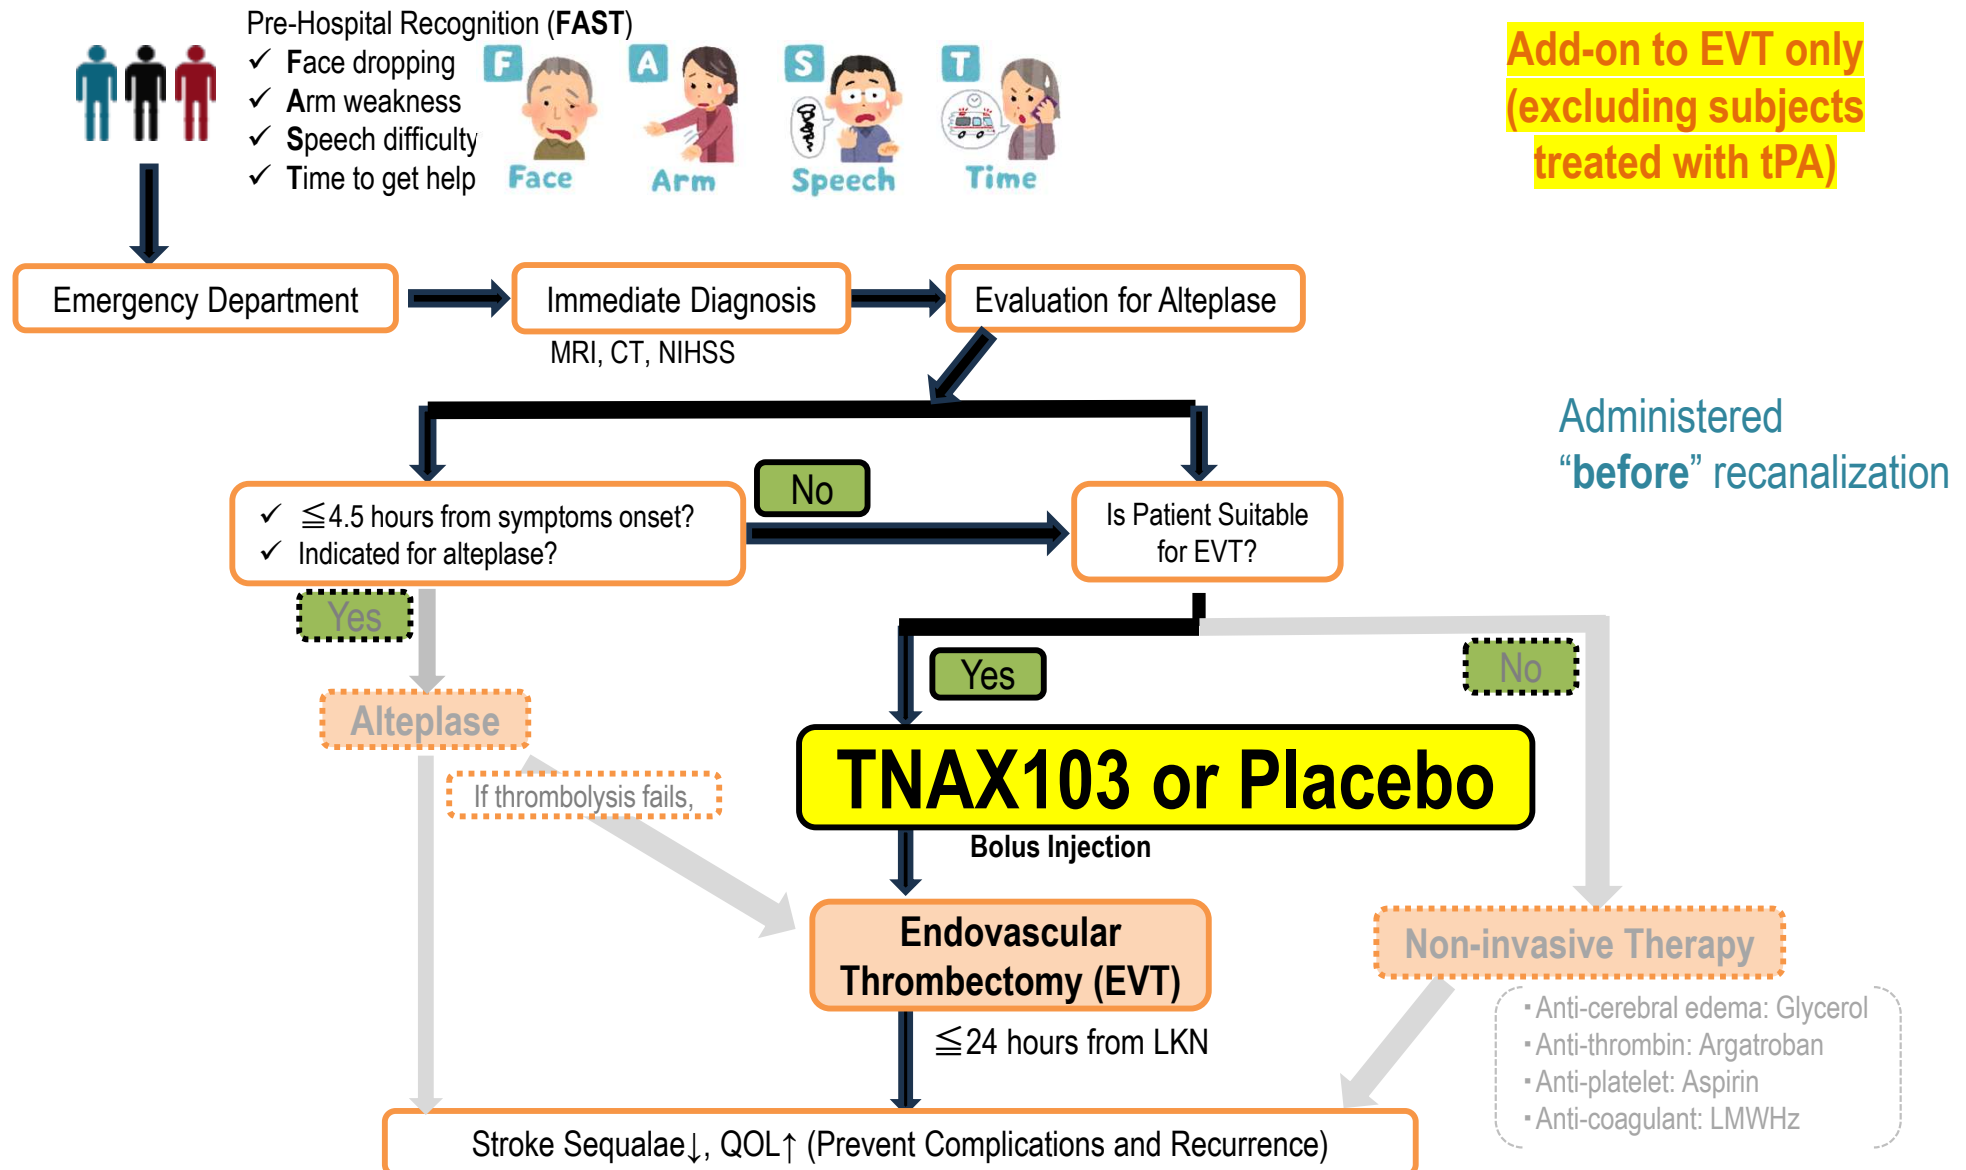 Pre-Hospital Recognition (FAST)
✓ Face dropping
✓ Arm weakness
✓ Speech difficulty
✓ Time to get help
F
A
S
T
Face
Arm
Speech
Time
Add-on to EVT only
(excluding subjects
treated with tPA)
Emergency Department
Immediate Diagnosis
Evaluation for Alteplase
MRI, CT, NIHSS
Administered
“before” recanalization
✓ ≦4.5 hours from symptoms onset?
✓ Indicated for alteplase?
No
Is Patient Suitable
for EVT?
Yes
Yes
No
Alteplase
If thrombolysis fails,
TNAX103 or Placebo
Bolus Injection
Endovascular
Thrombectomy (EVT)
Non-invasive Therapy
▪ Anti-cerebral edema: Glycerol
▪ Anti-thrombin: Argatroban
▪ Anti-platelet: Aspirin
▪ Anti-coagulant: LMWHz
≦24 hours from LKN
Stroke Sequalae↓, QOL↑ (Prevent Complications and Recurrence)